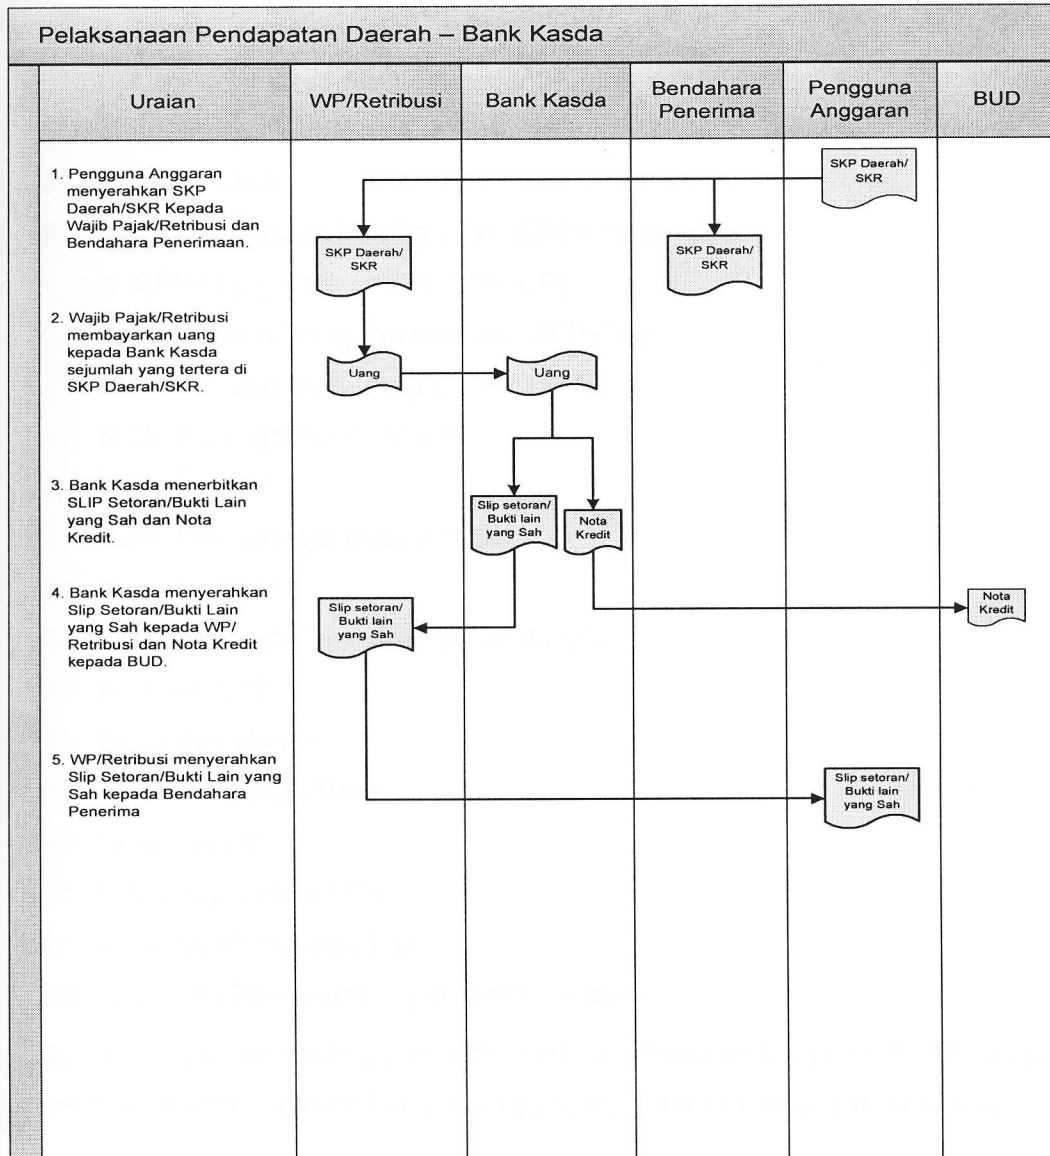 Pelaksanaan Pendapatan Daerah – Bank Kasda
Uraian
WP/Retribusi
Bank Kasda
Bendahara
Penerima
Pengguna
Anggaran
BUD
1. Pengguna Anggaran
menyerahkan SKP
Daerah/SKR Kepada
Wajib Pajak/Retribusi dan
Bendahara Penerimaan.
SKP Daerah/
SKR
SKP Daerah/
SKR
SKP Daerah/
SKR
2. Wajib Pajak/Retribusi
membayarkan uang
kepada Bank Kasda
sejumlah yang tertera di
SKP Daerah/SKR.
Uang
Uang
3. Bank Kasda menerbitkan
SLIP Setoran/Bukti Lain
yang Sah dan Nota
Kredit.
Slip setoran/
Bukti lain
yang Sah
Nota
Kredit
4. Bank Kasda menyerahkan
Slip Setoran/Bukti Lain
yang Sah kepada WP/
Retribusi dan Nota Kredit
kepada BUD.
Slip setoran/
Bukti lain
yang Sah
Nota
Kredit
5. WP/Retribusi menyerahkan
Slip Setoran/Bukti Lain yang
Sah kepada Bendahara
Penerima
Slip setoran/
Bukti lain
yang Sah